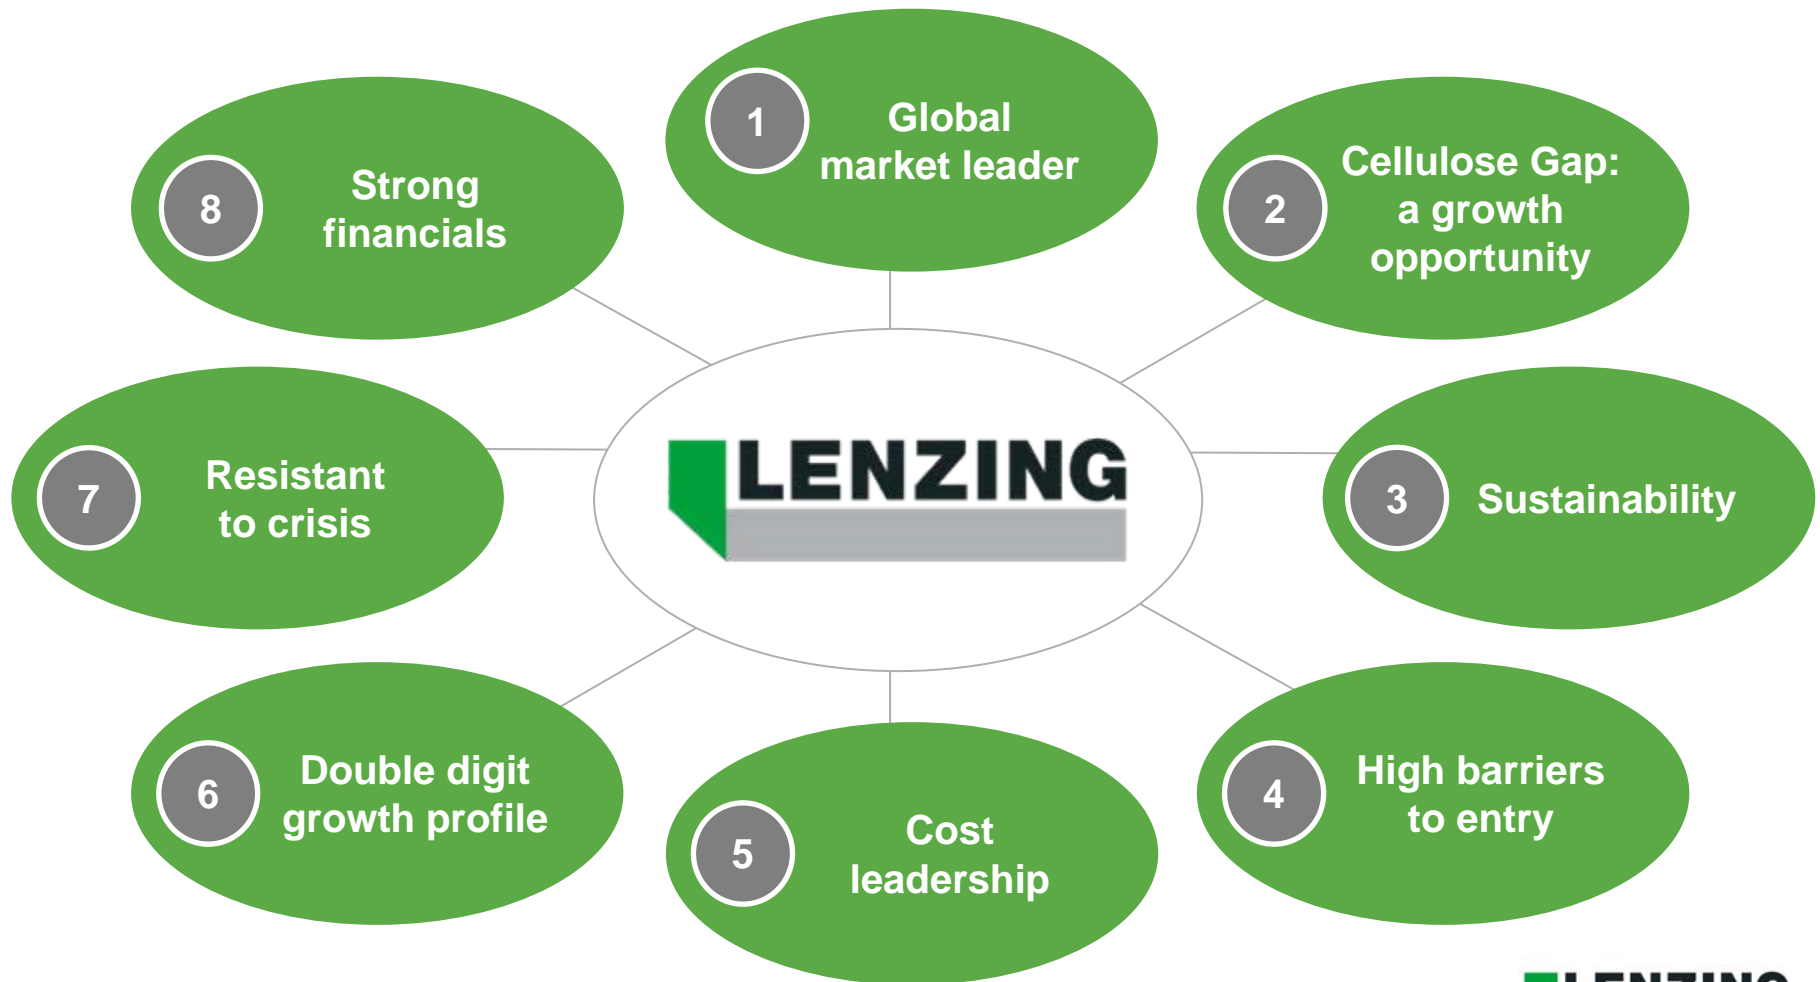 1
Global
market leader
2
Cellulose Gap:
a growth
opportunity
3
Sustainability
4
High barriers
to entry
5
Cost
leadership
6
Double digit
growth profile
7
Resistant
to crisis
8
Strong
financials
LENZING
LENZING